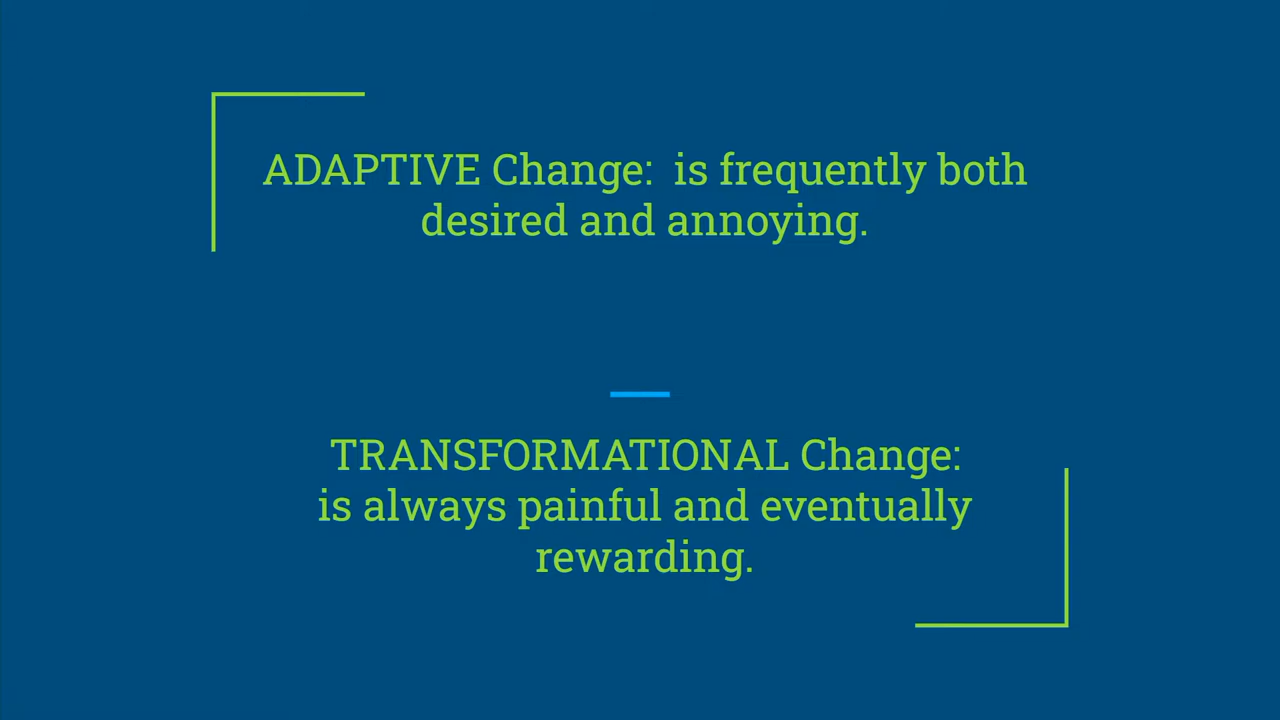 ADAPTIVE Change:  is frequently both
desired and annoying.
TRANSFORMATIONAL Change:
is always painful and eventually
rewarding.